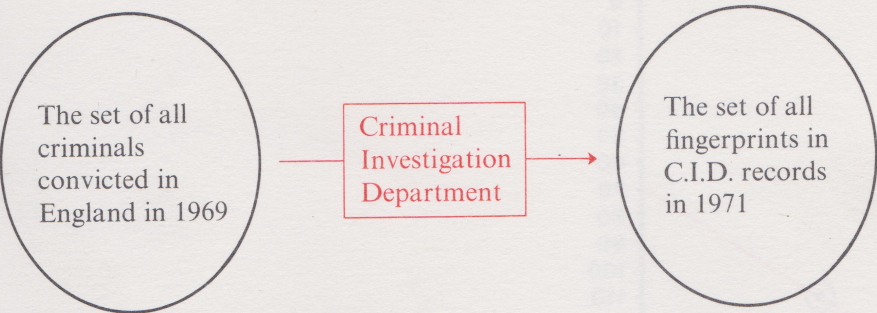 The set of all
criminals
convicted in
England in 1969
Criminal
Investigation
Department
The set of all
fingerprints in
C.I.D. records
in 1971